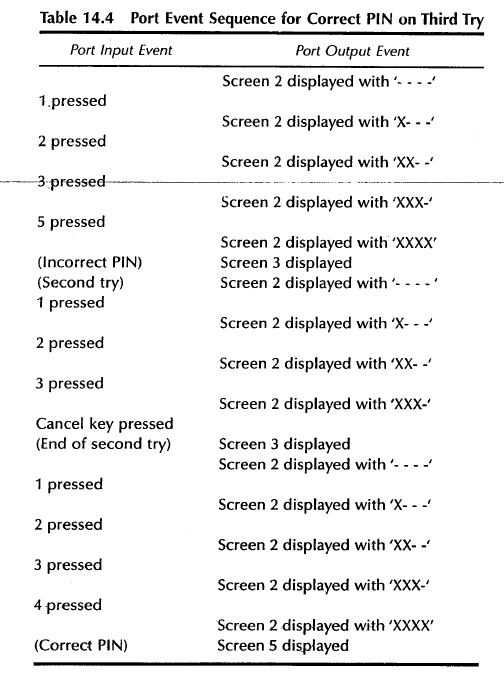 Table 14.4 Port Event Sequence for Correct PIN on Third Try
Port Input Event Port Output Event
Screen 2 displayed with '- - - -'
1 pressed
Screen 2 displayed with 'X- - -'
2 pressed
Screen 2 displayed with 'XX- -'
3 pressed
Screen 2 displayed with 'XXX-'
5 pressed
Screen 2 displayed with 'XXXX'
(Incorrect PIN) Screen 3 displayed
(Second try) Screen 2 displayed with '- - - - '
1 pressed
Screen 2 displayed with 'X- - -'
2 pressed
Screen 2 displayed with 'XX- -'
3 pressed
Screen 2 displayed with 'XXX-'
Cancel key pressed
(End of second try) Screen 3 displayed
Screen 2 displayed with '- - - -'
1 pressed
Screen 2 displayed with 'X- - -'
2 pressed
Screen 2 displayed with 'XX- -'
3 pressed
Screen 2 displayed with 'XXX-'
4 pressed
Screen 2 displayed with 'XXXX'
(Correct PIN) Screen 5 displayed